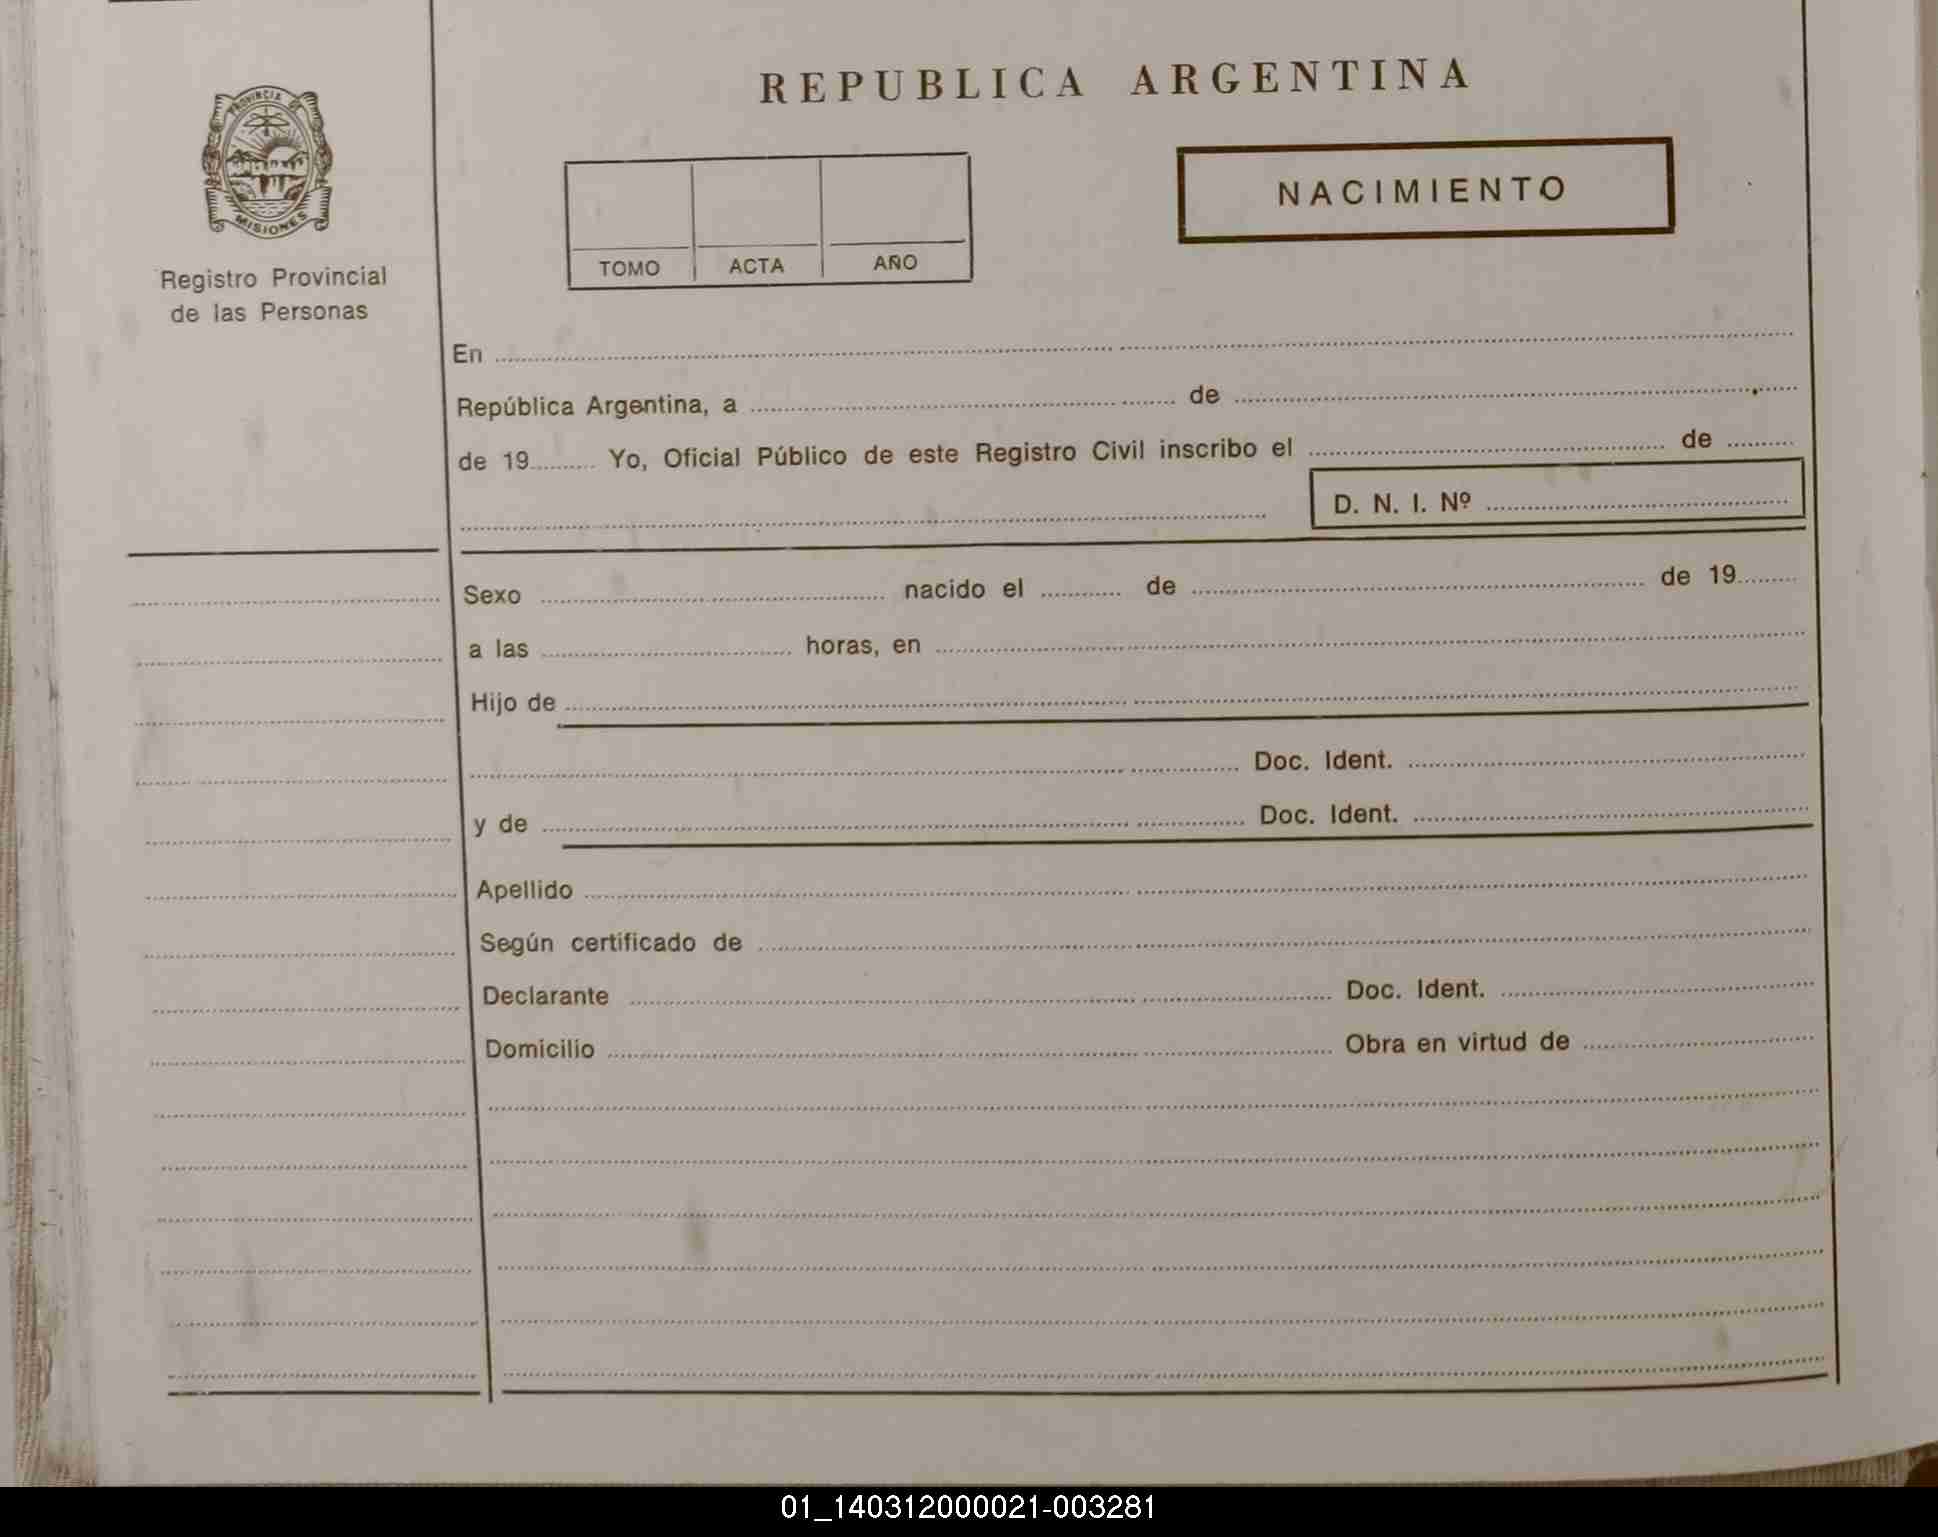 PROVINCIA DE
MISIONES
Registro Provincial
de las Personas
REPUBLICA ARGENTINA
TOMO ACTA AÑO
NACIMIENTO
En
República Argentina, a de
de 19 Yo, Oficial Público de este Registro Civil inscribo el de
D. N. I. Nº
Sexo nacido el de de 19
a las horas, en
Hijo de
Doc. Ident.
y de Doc. Ident.
Apellido
Según certificado de
Declarante Doc. Ident.
Domicilio Obra en virtud de
01_140312000021-003281